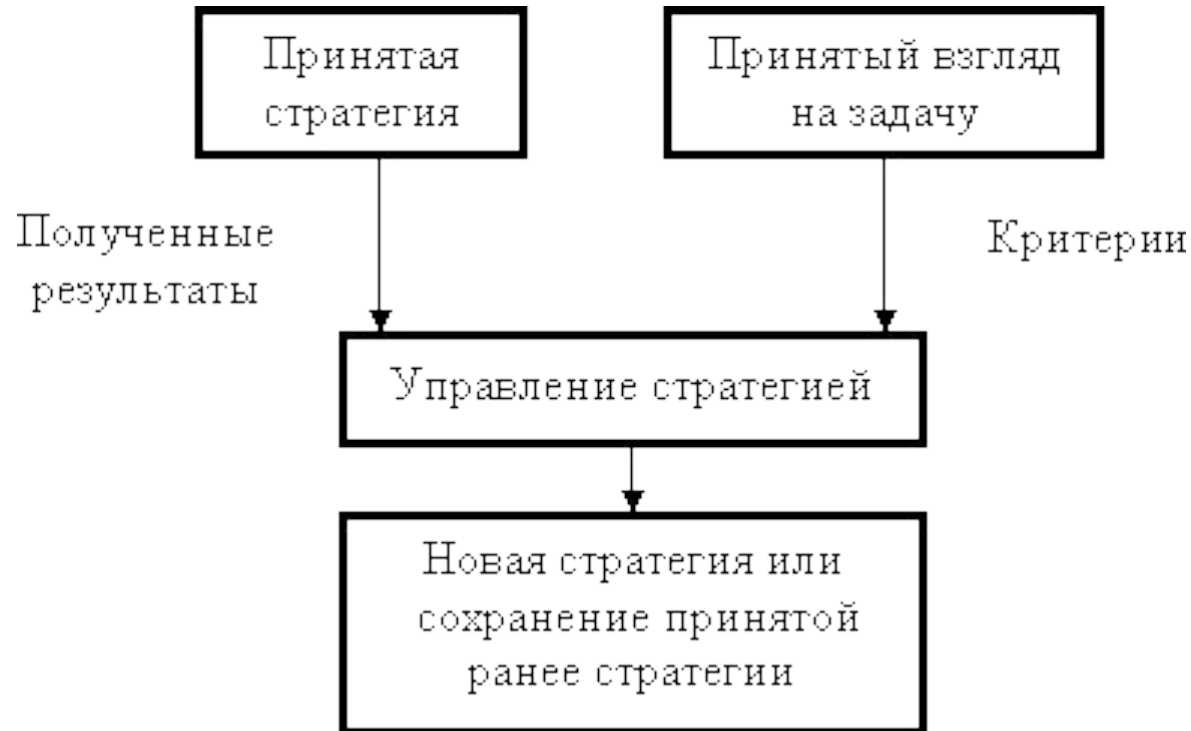 Принятая
стратегия
Принятый взгляд
на задачу
Полученные
результаты
Критерии
Управление стратегией
Новая стратегия или
сохранение принятой
ранее стратегии